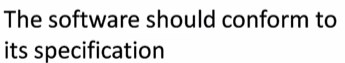 The software should conform to
its specification